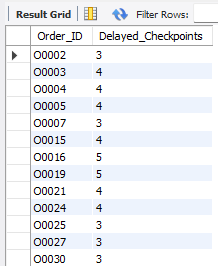 Result Grid Filter Rows:
Order_ID Delayed_Checkpoints
O0002 3
O0003 4
O0004 4
O0005 4
O0007 3
O0015 4
O0016 5
O0019 5
O0021 4
O0024 4
O0025 3
O0027 3
O0030 3